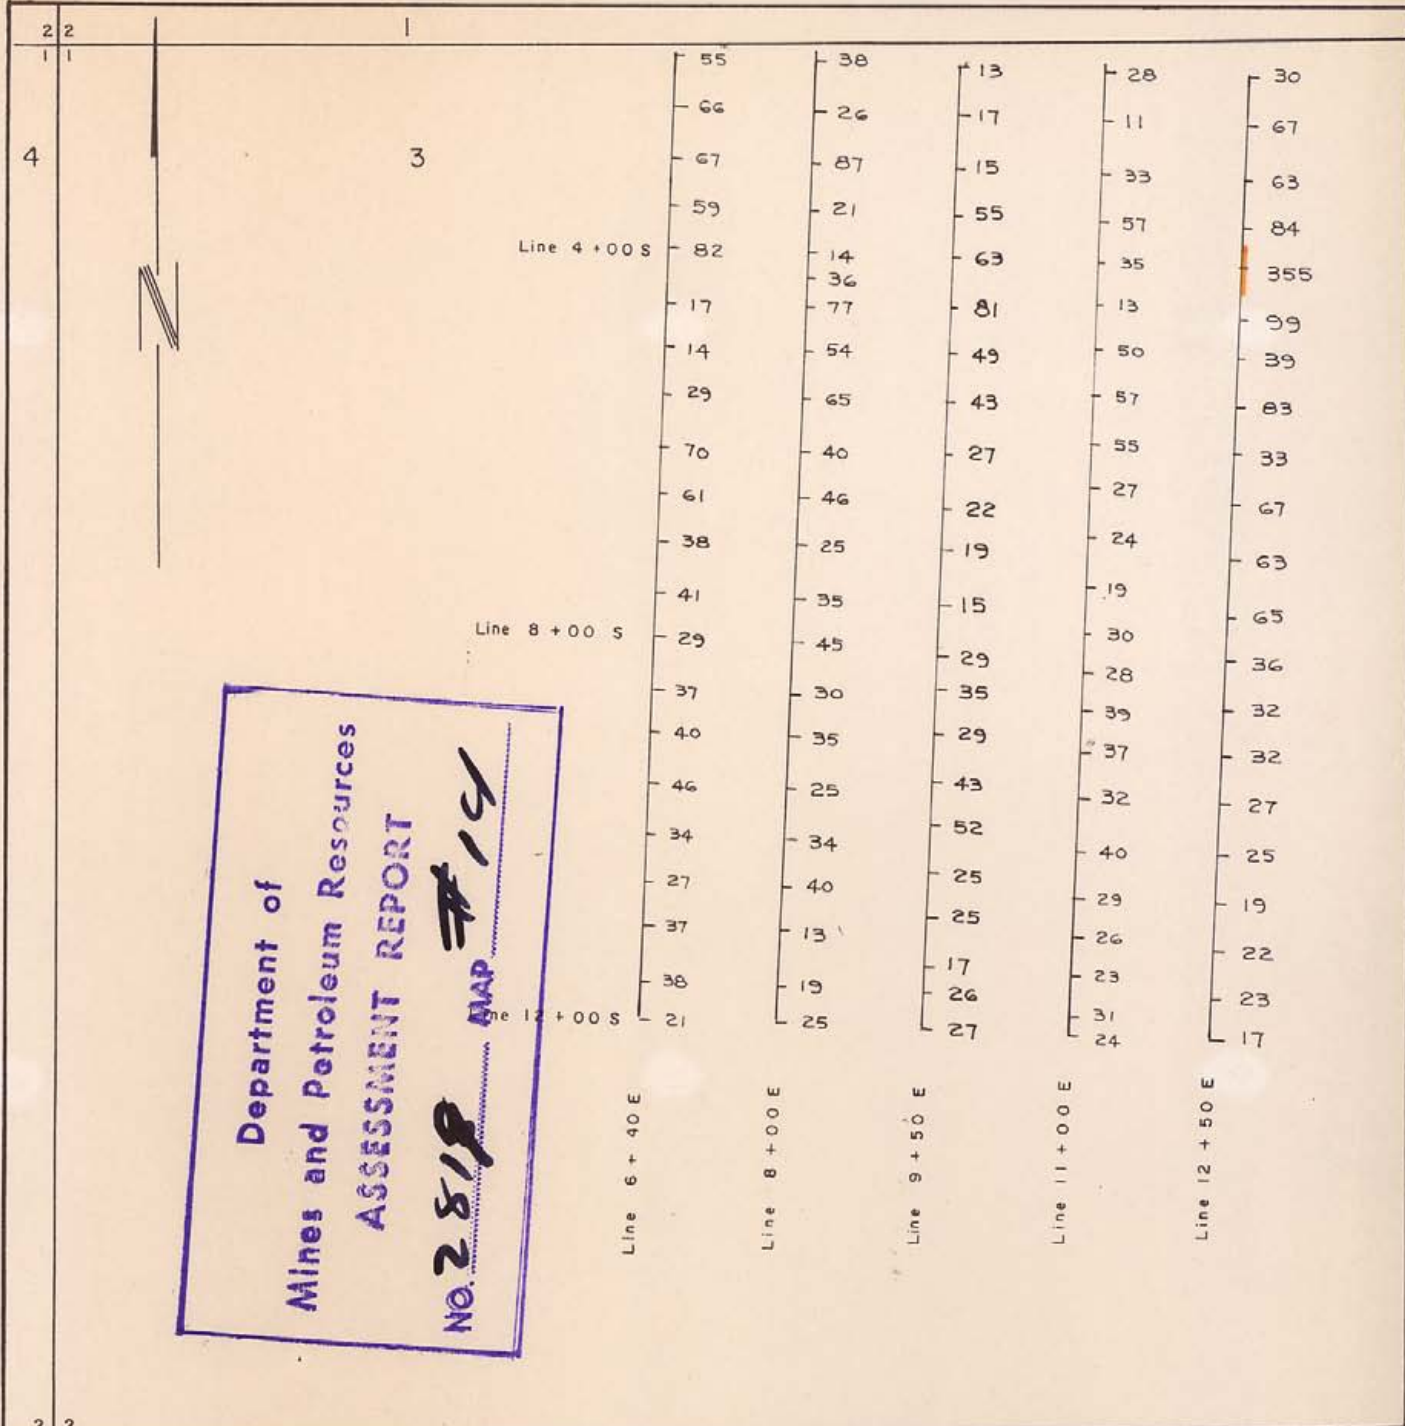 2 2 1
1 1
4 3
55 38 13 28 30
66 26 17 11 67
67 87 15 33 63
59 21 55 57 84
Line 4+00 S 82 14 63 35 355
36
17 77 81 13 99
14 54 49 50 39
29 65 43 57 83
70 40 27 55 33
61 46 22 27 67
38 25 19 24 63
41 35 15 19 65
Line 8+00 S 29 45 29 30 36
37 30 35 28 32
40 35 29 39 32
46 25 43 37 27
34 34 52 32 25
27 40 25 40 19
37 13 25 29 22
38 19 17 26 23
Line 12+00 S 21 25 26 23 17
27 31
24
Line 6+40 E
Line 8+00 E
Line 9+50 E
Line 11+00 E
Line 12+50 E
Department of
Mines and Petroleum Resources
ASSESSMENT REPORT
NO. 2819 MAP #14
2 2